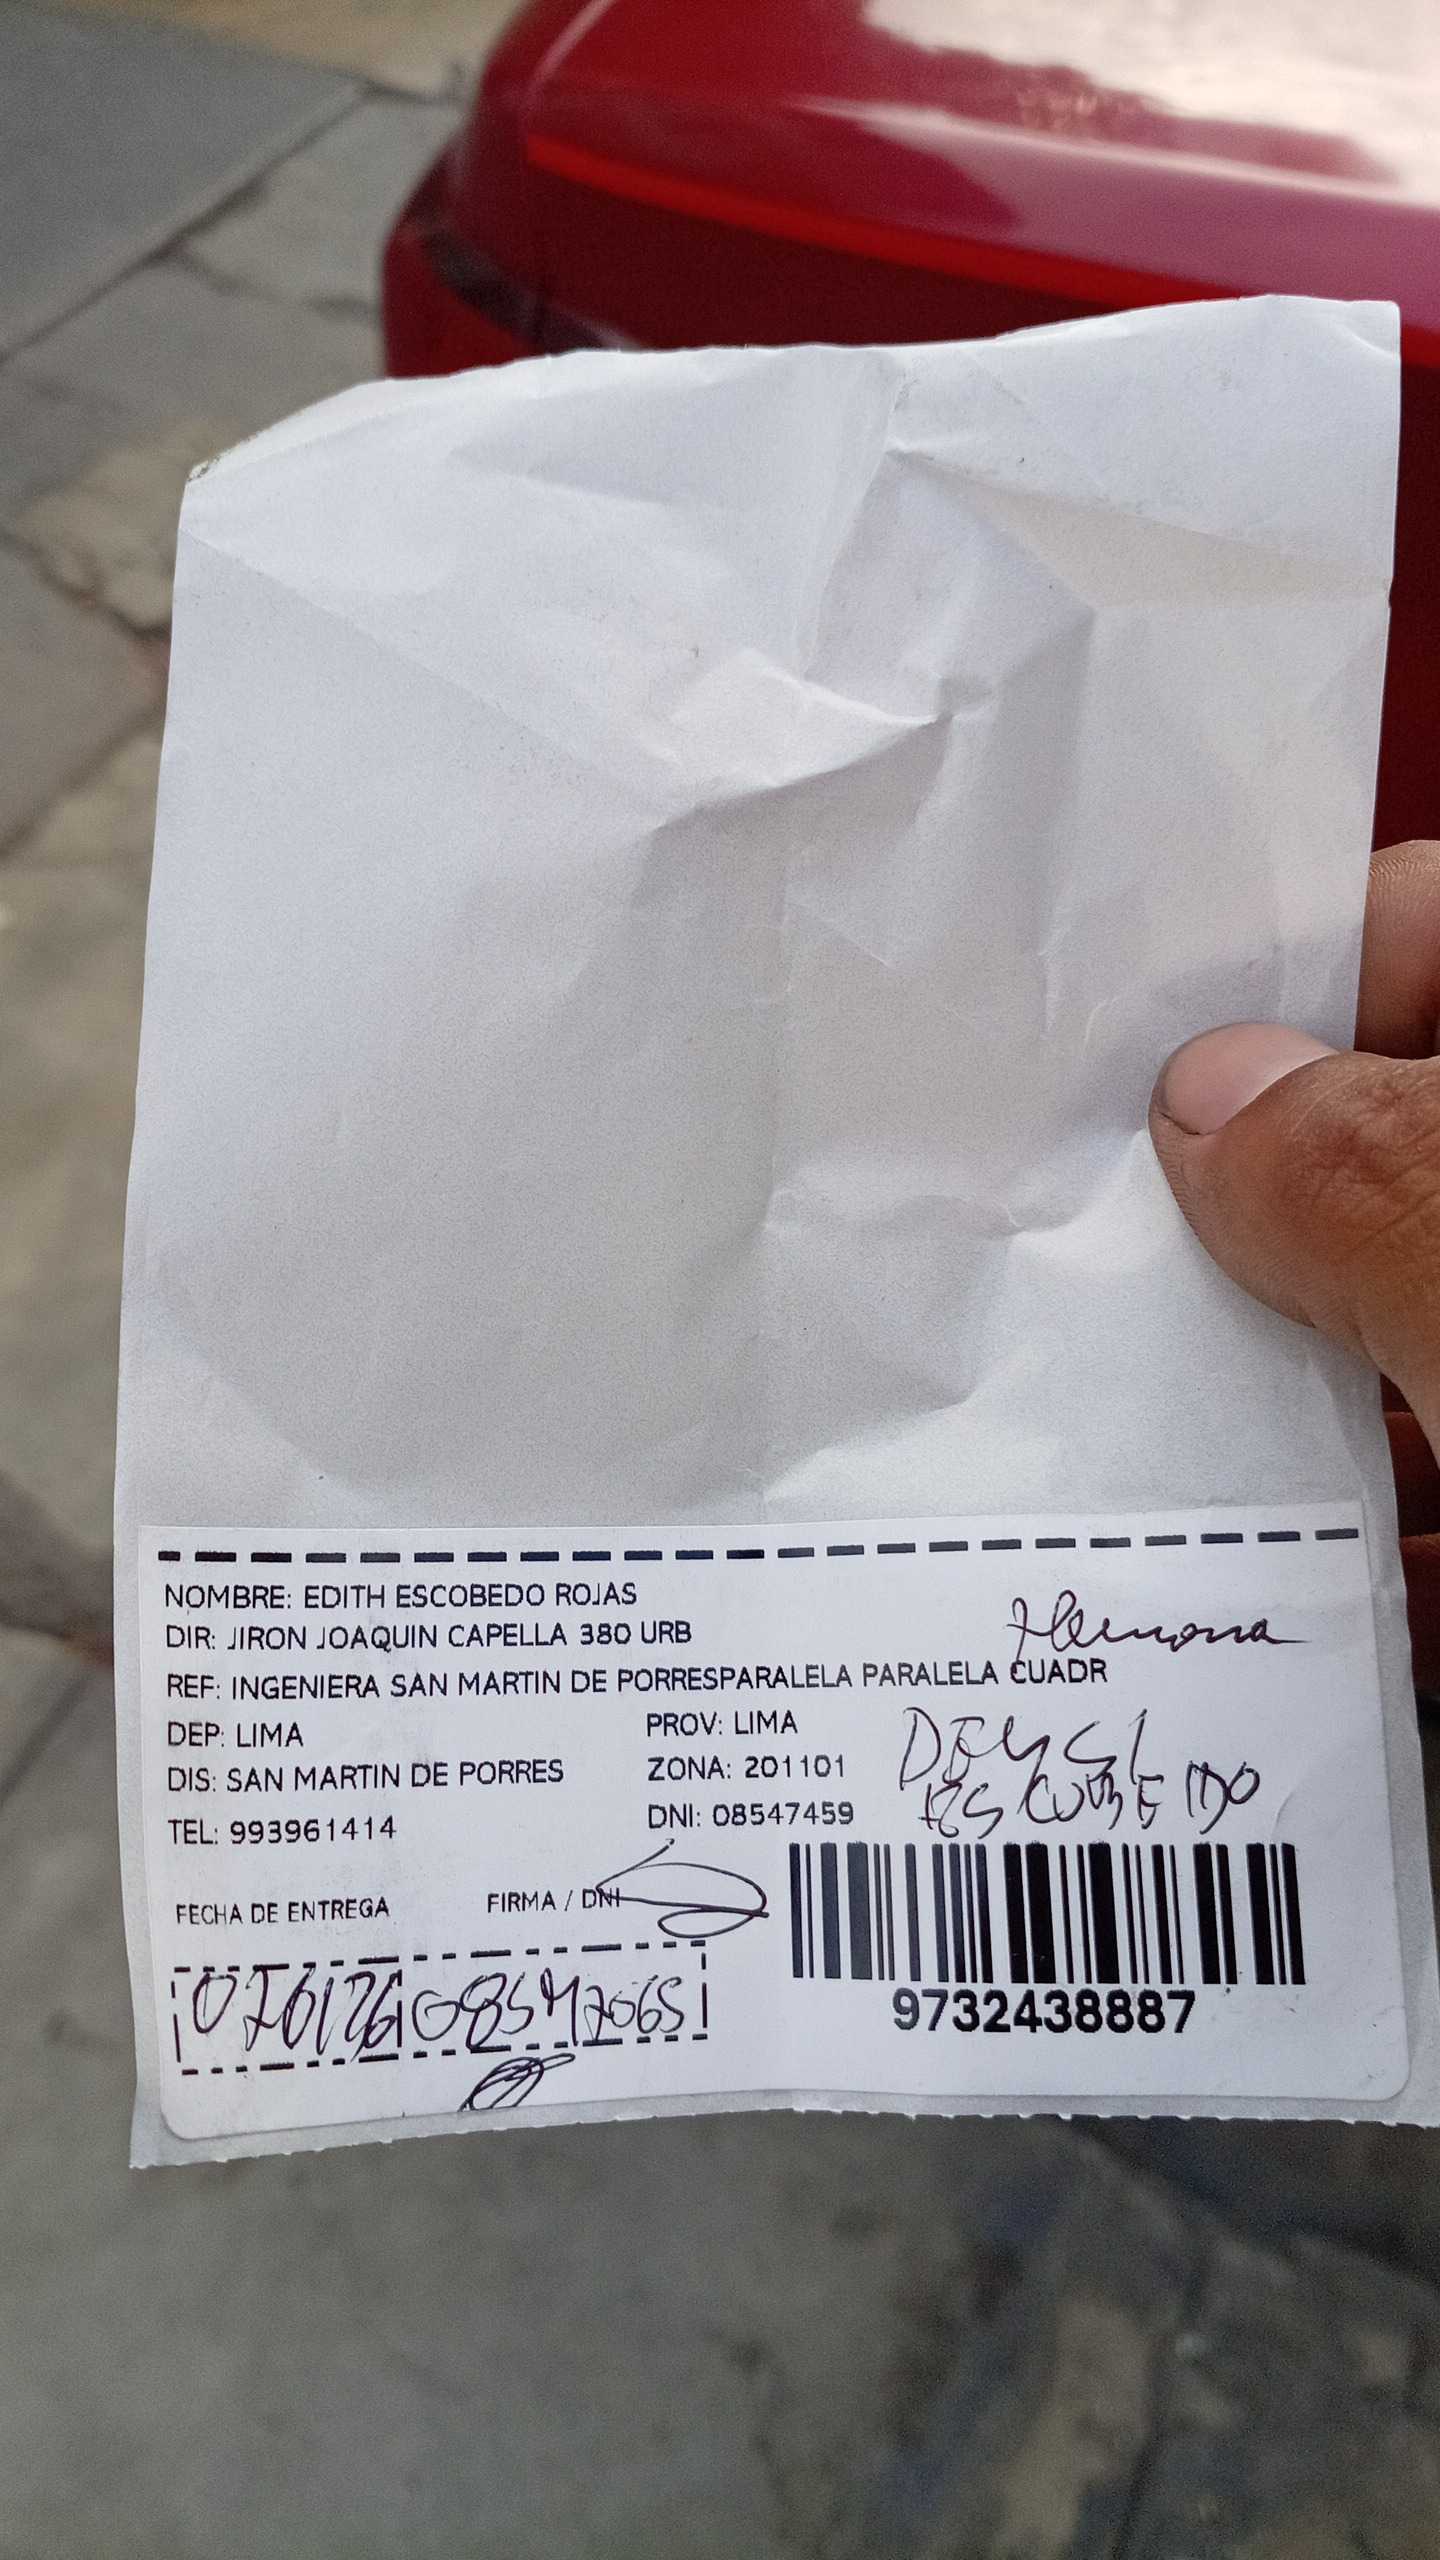 NOMBRE: EDITH ESCOBEDO ROJAS
DIR: JIRON JOAQUIN CAPELLA 380 URB
Hermana
REF: INGENIERA SAN MARTIN DE PORRESPARALELA PARALELA CUADR
DEP: LIMA PROV: LIMA
DIS: SAN MARTIN DE PORRES ZONA: 201101
ESCOBEDO
TEL: 993961414 DNI: 08547459
FECHA DE ENTREGA FIRMA / DNI
9732438887